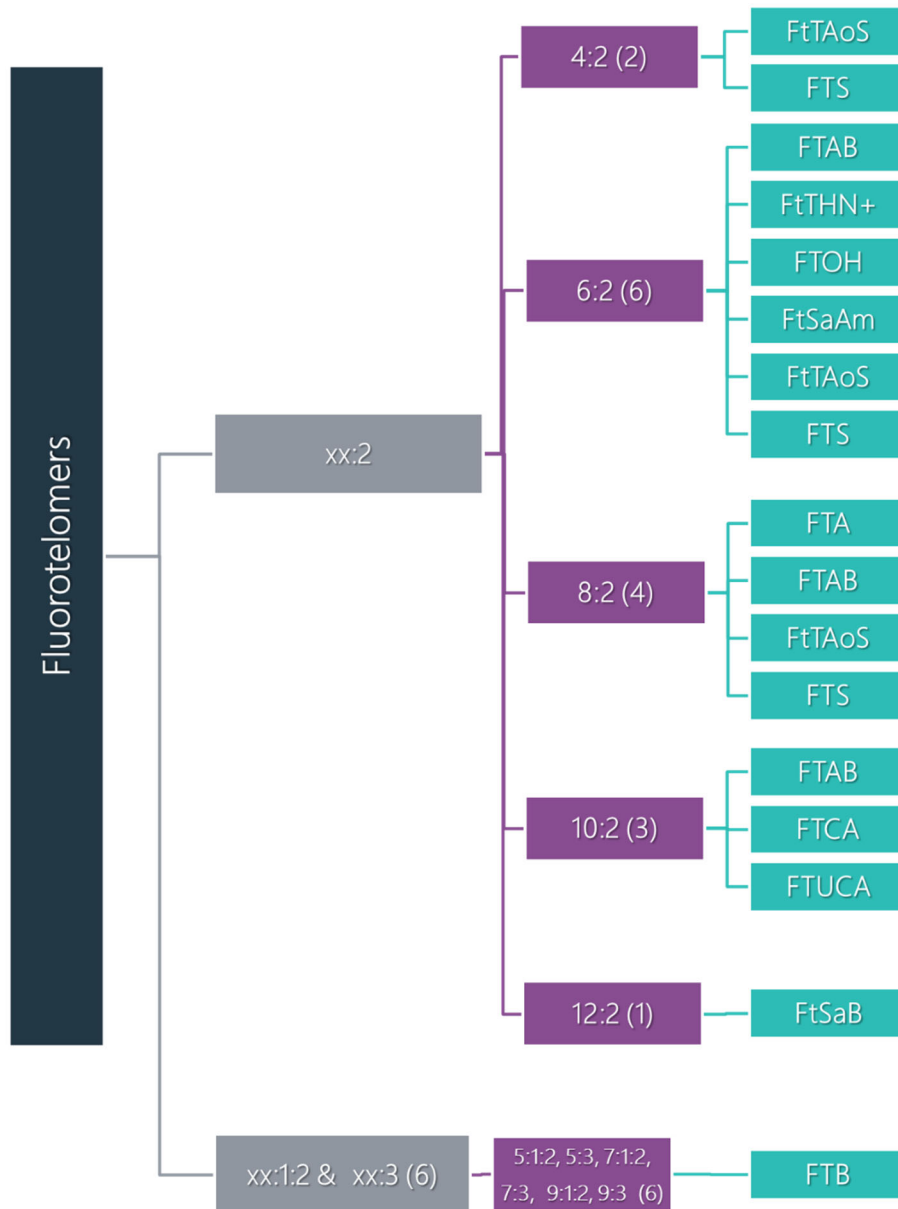 Fluorotelomers
xx:2
4:2 (2)
FtTAoS
FTS
6:2 (6)
FTAB
FtTHN+
FTOH
FtSaAm
FtTAoS
FTS
8:2 (4)
FTA
FTAB
FtTAoS
FTS
10:2 (3)
FTAB
FTCA
FTUCA
12:2 (1)
FtSaB
xx:1:2 & xx:3 (6)
5:1:2, 5:3, 7:1:2,
7:3, 9:1:2, 9:3 (6)
FTB